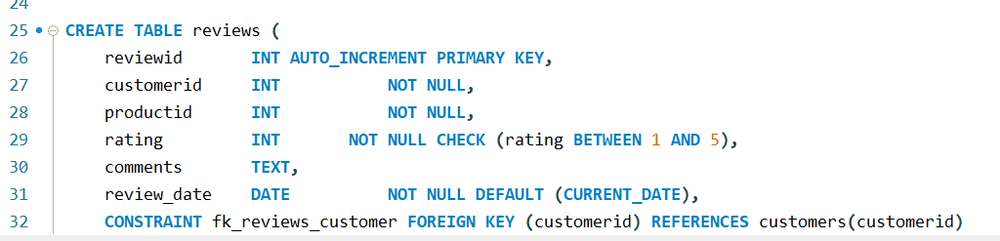 24
25 CREATE TABLE reviews (
26 reviewid INT AUTO_INCREMENT PRIMARY KEY,
27 customerid INT NOT NULL,
28 productid INT NOT NULL,
29 rating INT NOT NULL CHECK (rating BETWEEN 1 AND 5),
30 comments TEXT,
31 review_date DATE NOT NULL DEFAULT (CURRENT_DATE),
32 CONSTRAINT fk_reviews_customer FOREIGN KEY (customerid) REFERENCES customers(customerid)